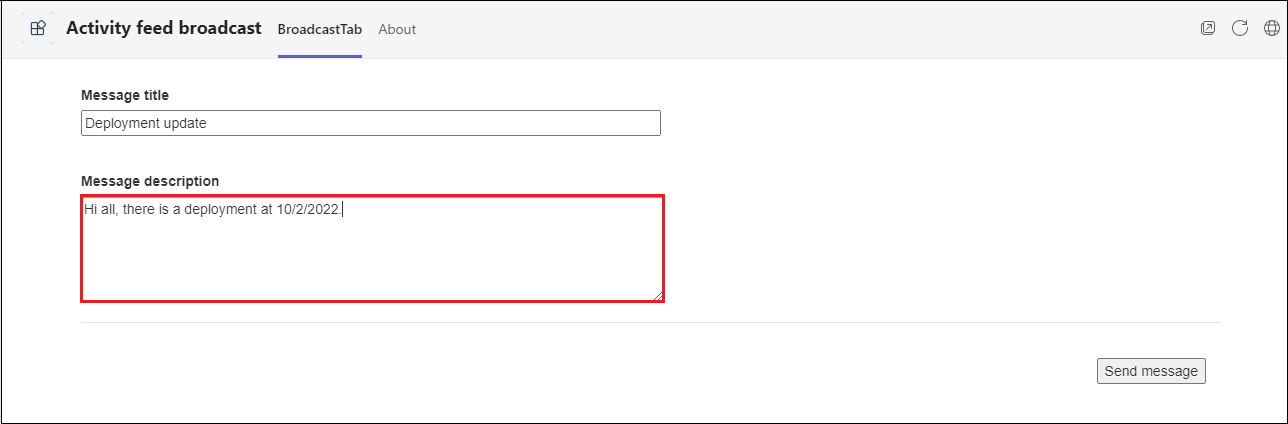 Activity feed broadcast BroadcastTab About
Message title
Deployment update
Message description
Hi all, there is a deployment at 10/2/2022.
Send message